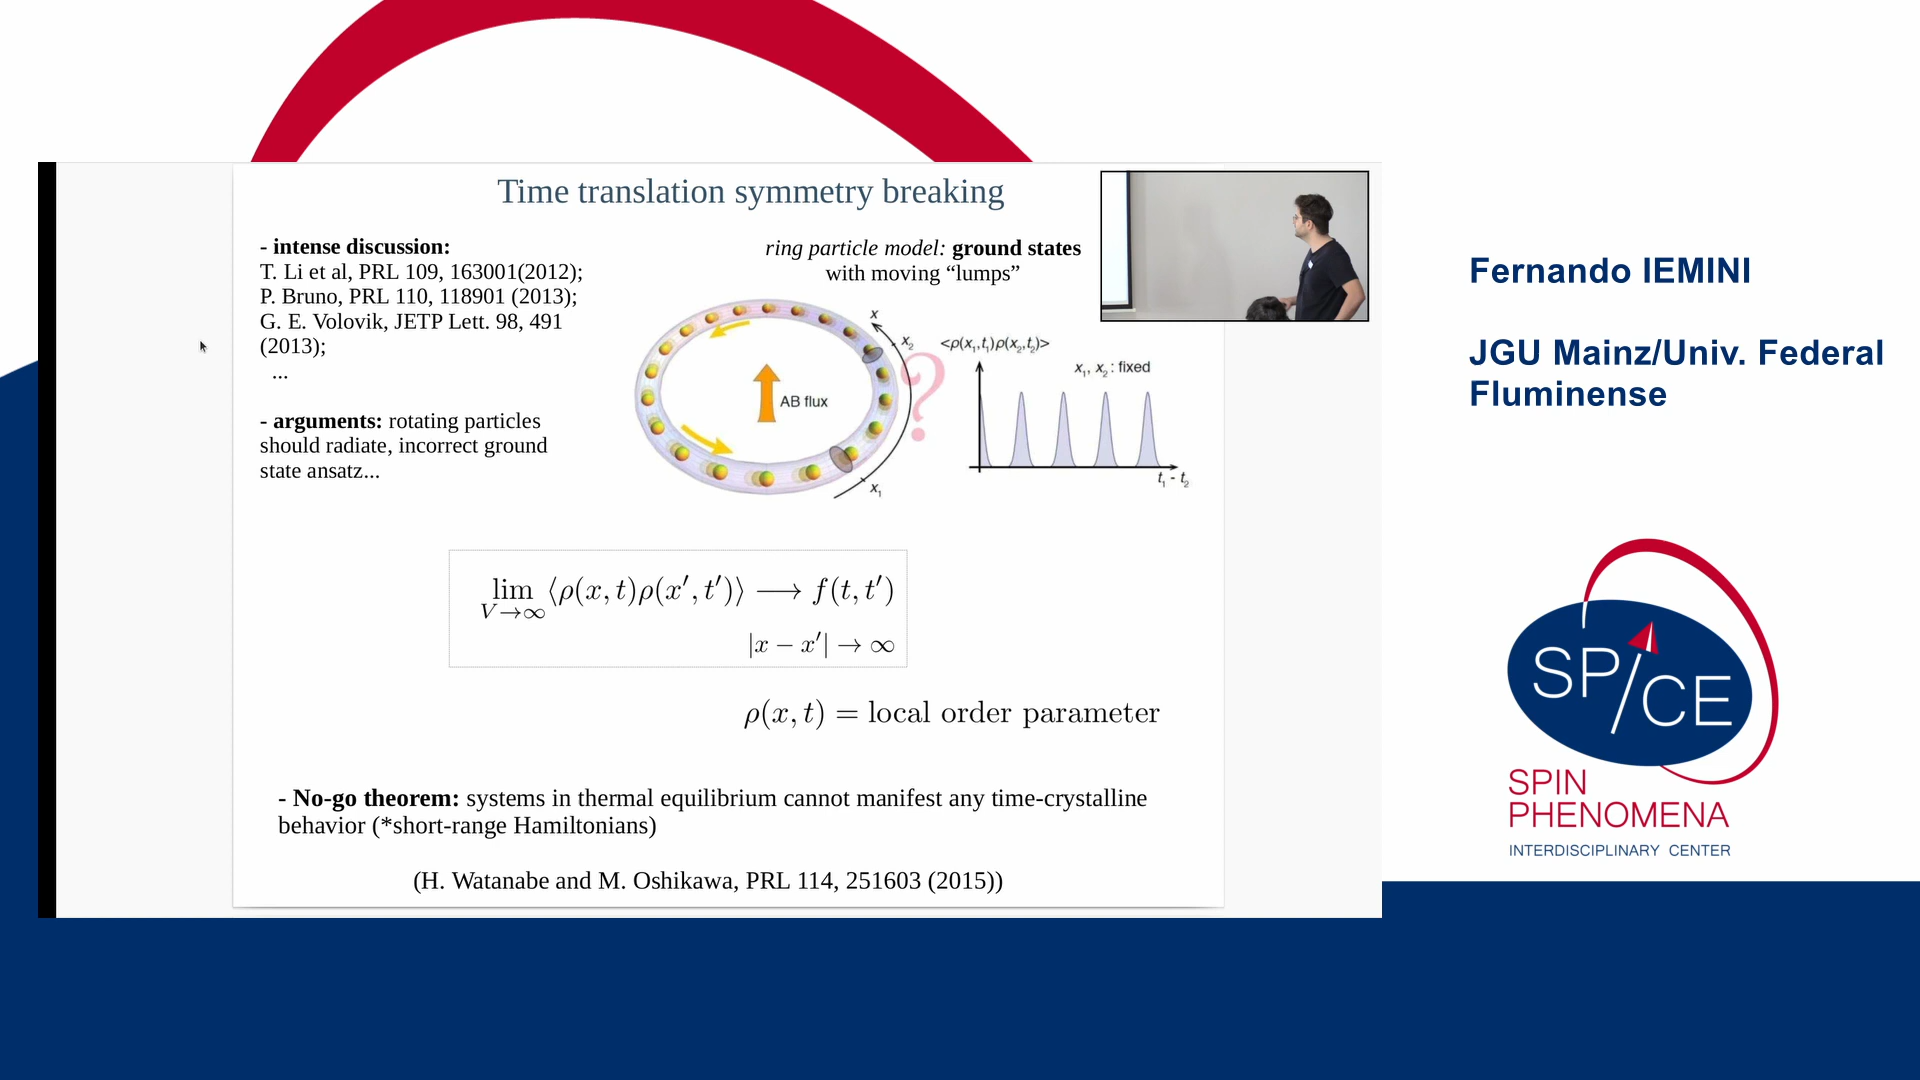 Time translation symmetry breaking
- intense discussion:
T. Li et al, PRL 109, 163001(2012);
P. Bruno, PRL 110, 118901 (2013);
G. E. Volovik, JETP Lett. 98, 491
(2013);
...
- arguments: rotating particles
should radiate, incorrect ground
state ansatz...
ring particle model: ground states
with moving “lumps”
x
x₂
AB flux
x₁
?
<ρ(x₁,t₁)ρ(x₂,t₂)>
x₁, x₂ : fixed
t₁ - t₂
lim ⟨ρ(x, t)ρ(x′, t′)⟩ ⟶ f(t, t′)
V→∞
|x − x′| → ∞
ρ(x, t) = local order parameter
- No-go theorem: systems in thermal equilibrium cannot manifest any time-crystalline
behavior (*short-range Hamiltonians)
(H. Watanabe and M. Oshikawa, PRL 114, 251603 (2015))
Fernando IEMINI
JGU Mainz/Univ. Federal
Fluminense
SP/CE
SPIN
PHENOMENA
INTERDISCIPLINARY CENTER